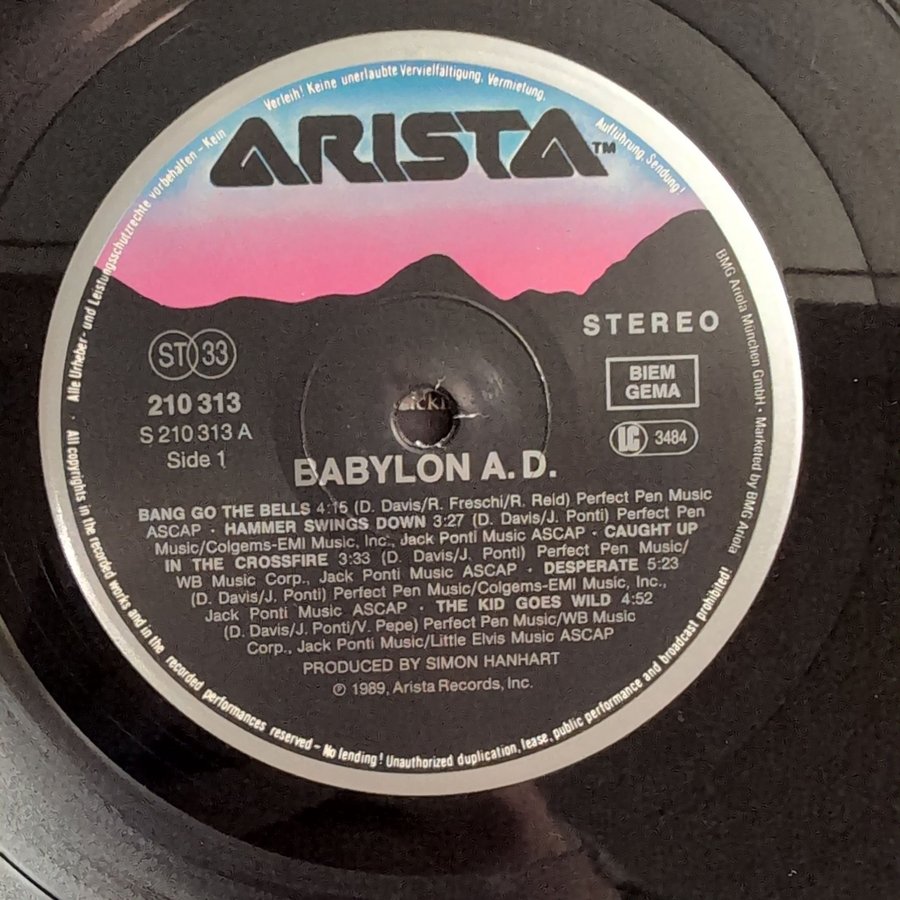 Alle Urheber- und Leistungsschutzrechte vorbehalten - Kein Verleih! Keine unerlaubte Vervielfältigung, Vermietung, Aufführung, Sendung!
ARISTA™
STEREO
ST 33
BIEM
GEMA
210 313
S 210 313 A
LC 3484
Side 1
BABYLON A.D.
BANG GO THE BELLS 4:15 (D. Davis/R. Freschi/R. Reid) Perfect Pen Music
ASCAP · HAMMER SWINGS DOWN 3:27 (D. Davis/J. Ponti) Perfect Pen
Music/Colgems-EMI Music, Inc., Jack Ponti Music ASCAP · CAUGHT UP
IN THE CROSSFIRE 3:33 (D. Davis/J. Ponti) Perfect Pen Music/
WB Music Corp., Jack Ponti Music ASCAP · DESPERATE 5:23
(D. Davis/J. Ponti) Perfect Pen Music/Colgems-EMI Music, Inc.,
Jack Ponti Music ASCAP · THE KID GOES WILD 4:52
(D. Davis/J. Ponti/V. Pepe) Perfect Pen Music/WB Music
Corp., Jack Ponti Music/Little Elvis Music ASCAP
PRODUCED BY SIMON HANHART
℗ 1989, Arista Records, Inc.
BMG Ariola München GmbH · Marketed by BMG Ariola
All copyrights in the recorded works and in the recorded performances reserved - No lending! Unauthorized duplication, lease, public performance and broadcast prohibited!